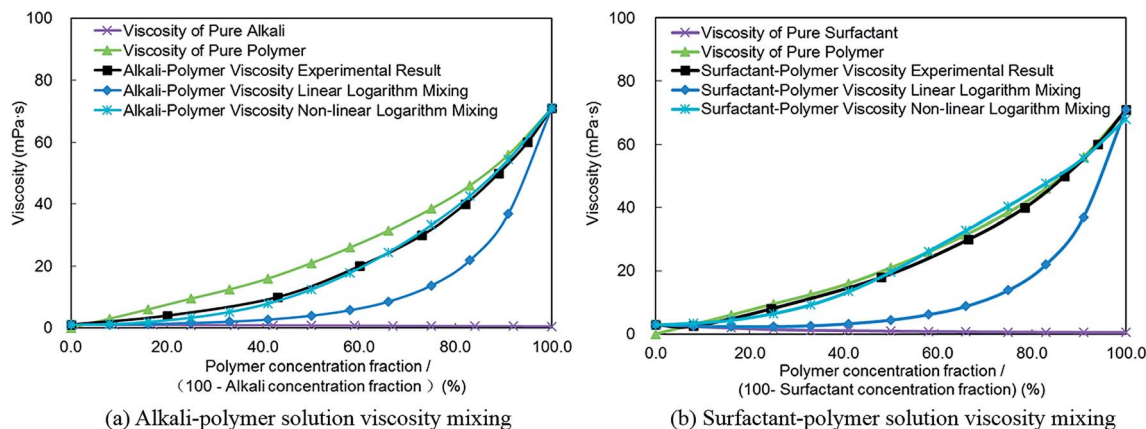 100
80
60
40
20
0
Viscosity (mPa·s)
Viscosity of Pure Alkali
Viscosity of Pure Polymer
Alkali-Polymer Viscosity Experimental Result
Alkali-Polymer Viscosity Linear Logarithm Mixing
Alkali-Polymer Viscosity Non-linear Logarithm Mixing
0.0 20.0 40.0 60.0 80.0 100.0
Polymer concentration fraction /
(100 - Alkali concentration fraction ) (%)
(a) Alkali-polymer solution viscosity mixing
100
80
60
40
20
0
Viscosity (mPa·s)
Viscosity of Pure Surfactant
Viscosity of Pure Polymer
Surfactant-Polymer Viscosity Experimental Result
Surfactant-Polymer Viscosity Linear Logarithm Mixing
Surfactant-Polymer Viscosity Non-linear Logarithm Mixing
0.0 20.0 40.0 60.0 80.0 100.0
Polymer concentration fraction /
(100- Surfactant concentration fraction) (%)
(b) Surfactant-polymer solution viscosity mixing